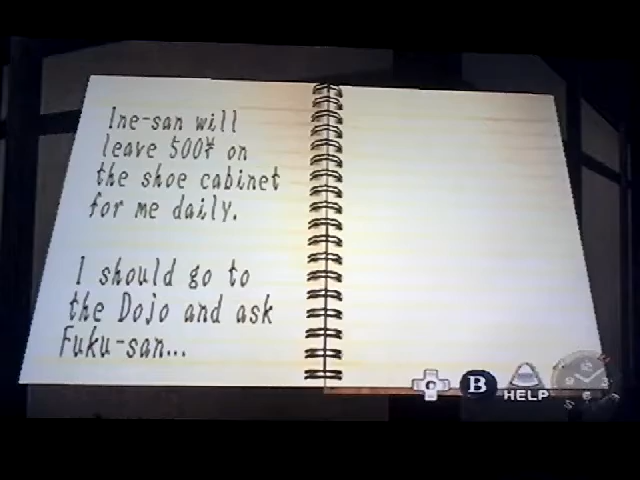 Ine-san will
leave 500¥ on
the shoe cabinet
for me daily.
I should go to
the Dojo and ask
Fuku-san...
B
HELP